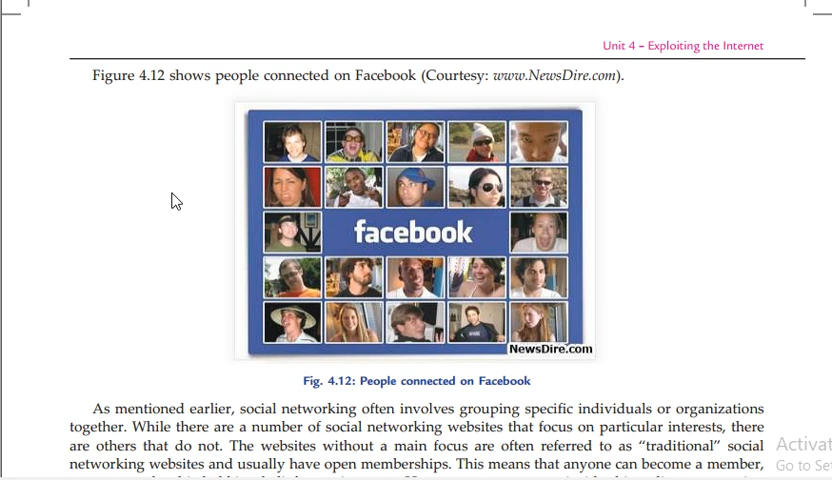 Unit 4 – Exploiting the Internet
Figure 4.12 shows people connected on Facebook (Courtesy: www.NewsDire.com).
facebook
NewsDire.com
Fig. 4.12: People connected on Facebook
As mentioned earlier, social networking often involves grouping specific individuals or organizations
together. While there are a number of social networking websites that focus on particular interests, there
are others that do not. The websites without a main focus are often referred to as “traditional” social
networking websites and usually have open memberships. This means that anyone can become a member,
Activat
Go to Set